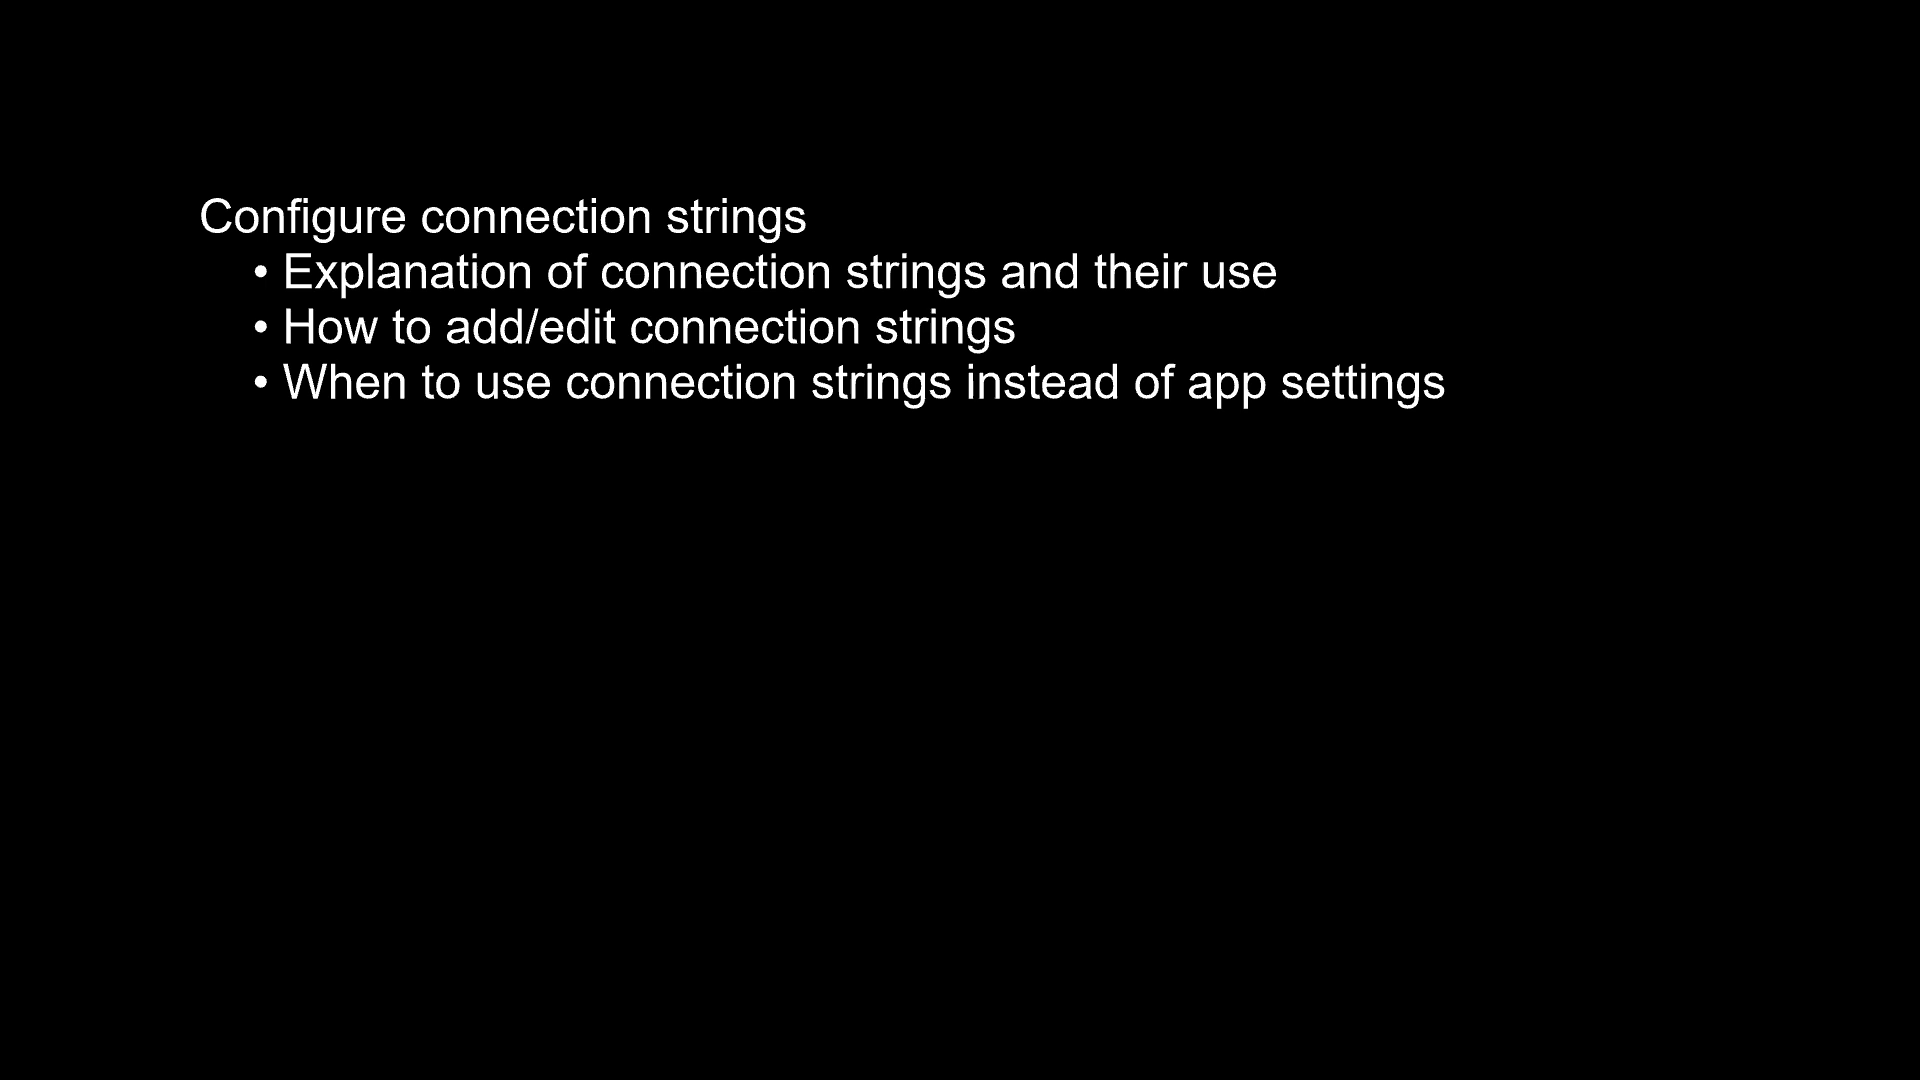 Configure connection strings
• Explanation of connection strings and their use
• How to add/edit connection strings
• When to use connection strings instead of app settings